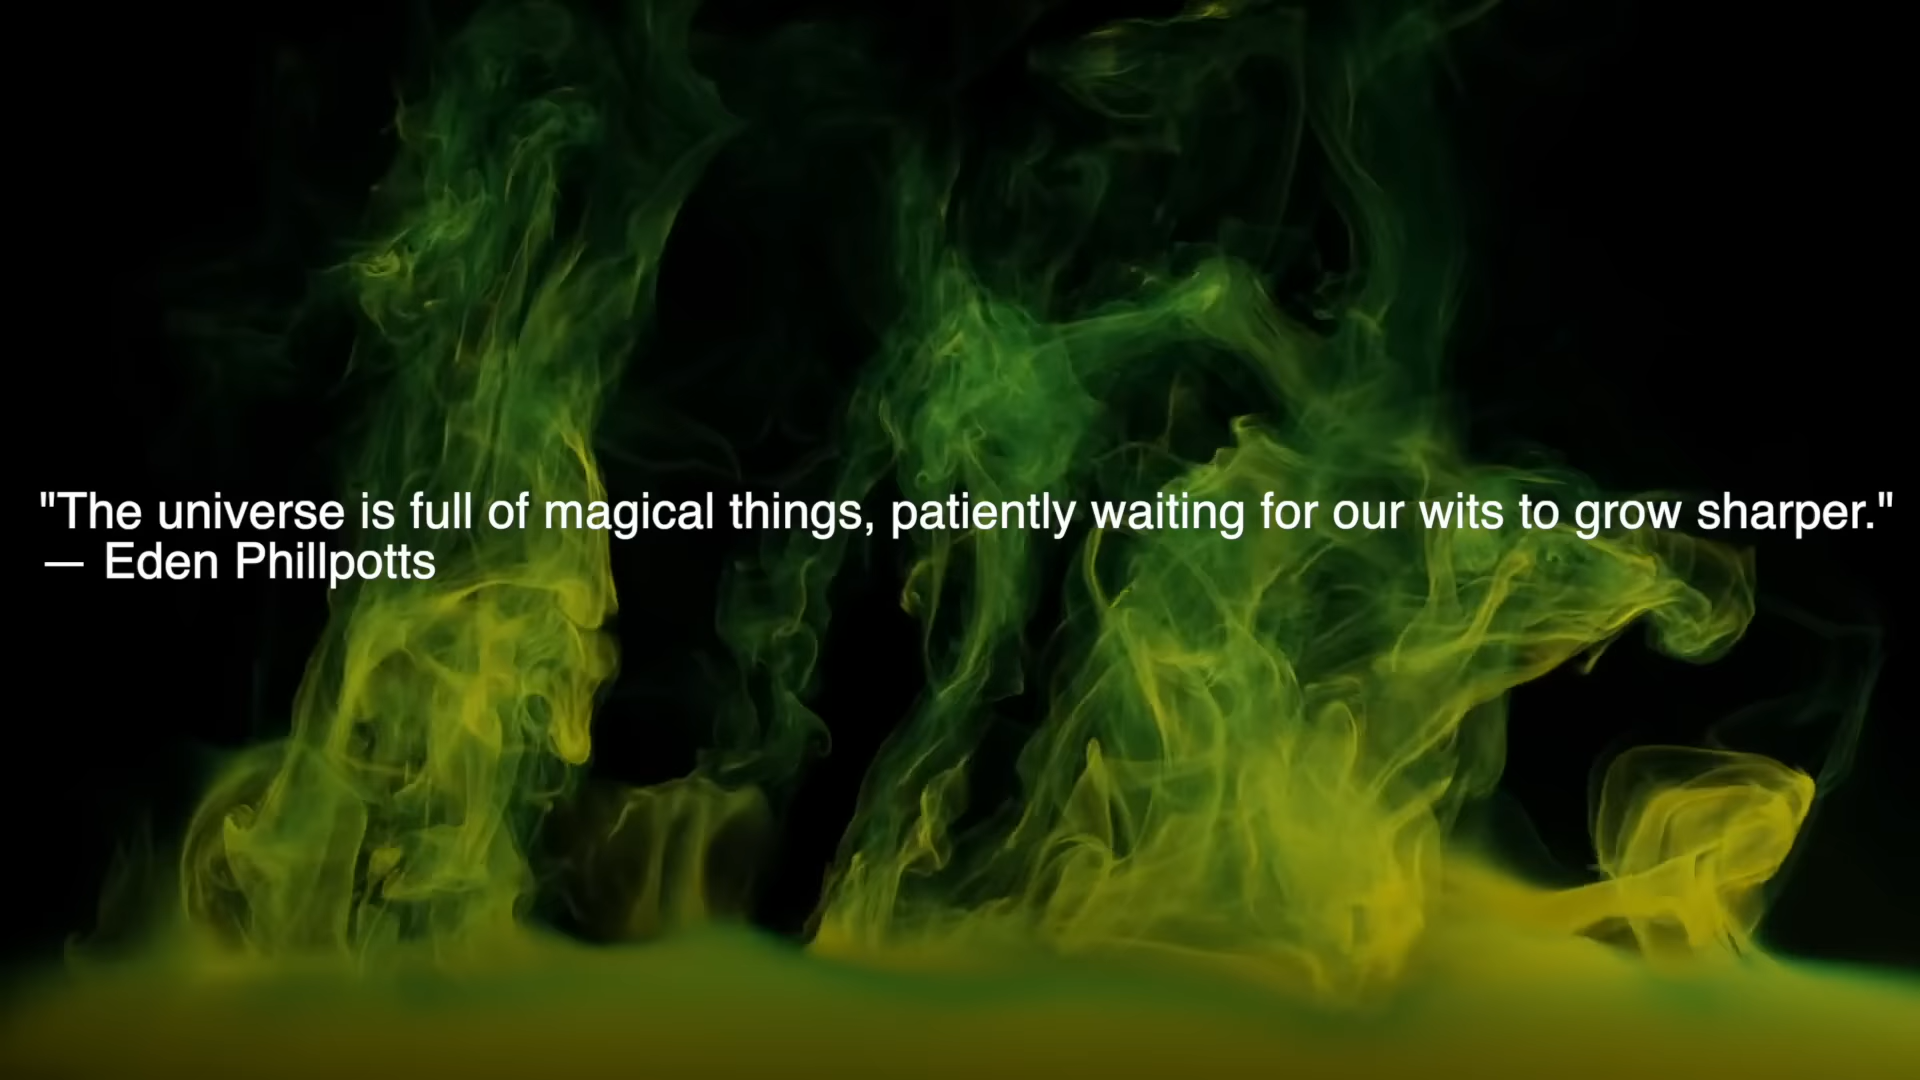 "The universe is full of magical things, patiently waiting for our wits to grow sharper."
— Eden Phillpotts